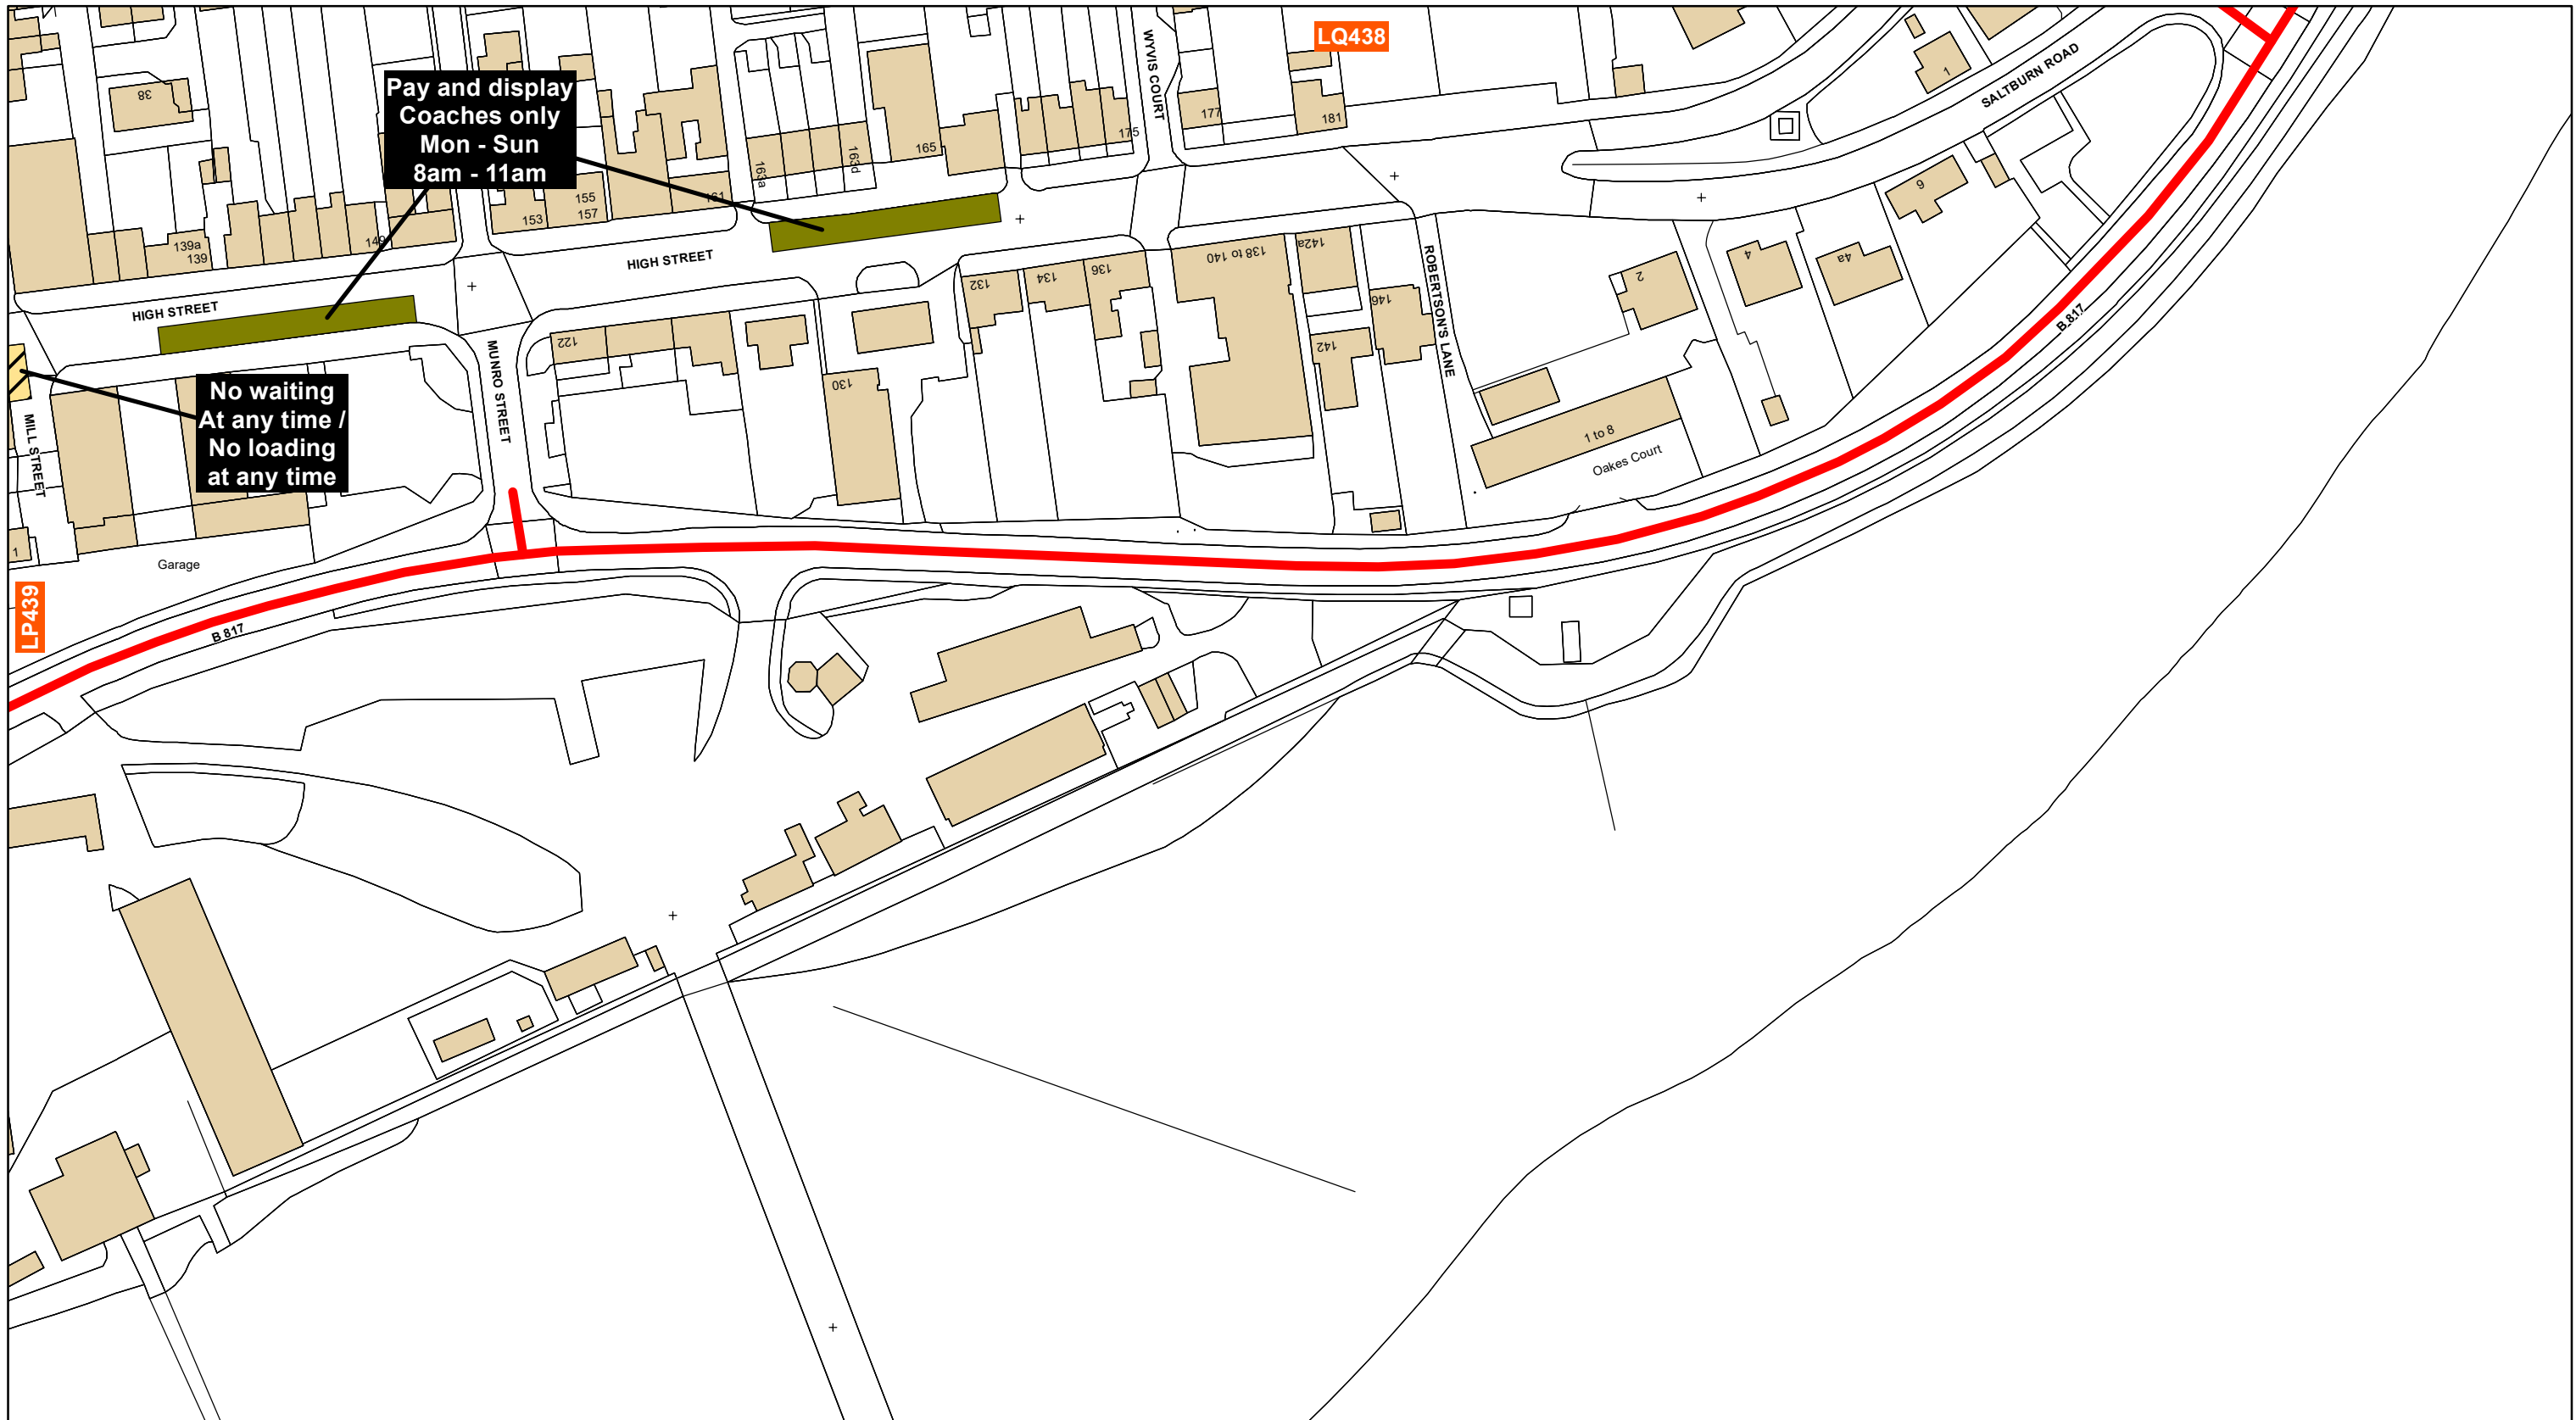 LQ438
WYVIS COURT
SALTBURN ROAD
1
38
Pay and display
Coaches only
Mon - Sun
8am - 11am
177
181
175
165
163a
163d
161
155
157
153
149
139a
139
6
HIGH STREET
HIGH STREET
142a
138 to 140
136
134
132
ROBERTSON'S LANE
2
4
4a
146
142
B 817
122
130
MUNRO STREET
No waiting
At any time /
No loading
at any time
MILL STREET
1 to 8
Oakes Court
1
Garage
LP439
B 817